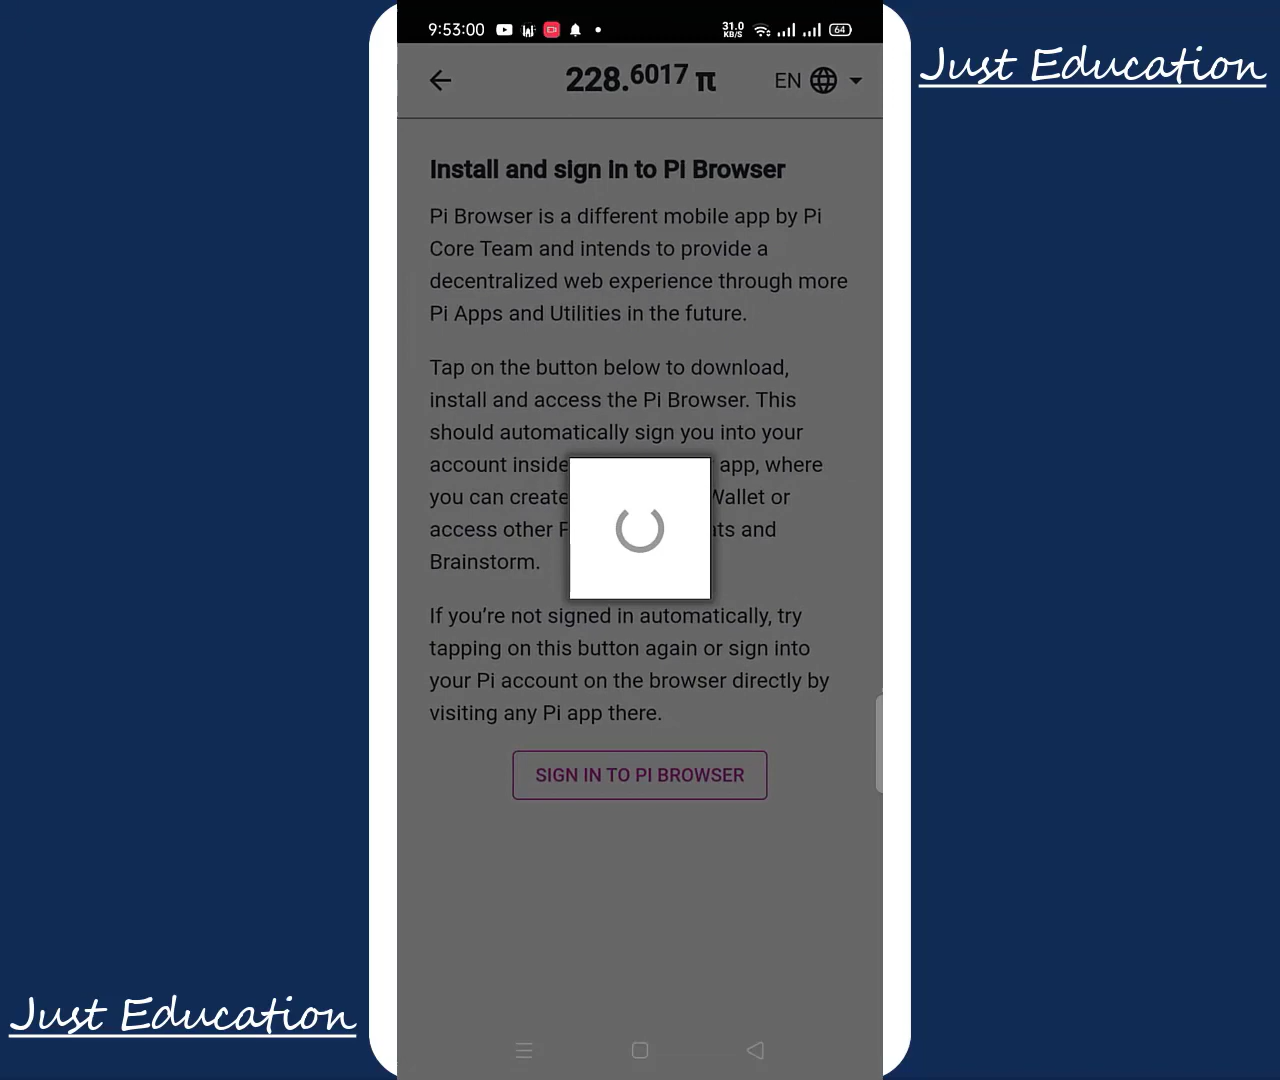 9:53:00
31.0
KB/S
64
228.6017 π
EN
Just Education
Install and sign in to Pi Browser
Pi Browser is a different mobile app by Pi
Core Team and intends to provide a
decentralized web experience through more
Pi Apps and Utilities in the future.
Tap on the button below to download,
install and access the Pi Browser. This
should automatically sign you into your
account inside app, where
you can create Wallet or
access other and
Brainstorm.
If you’re not signed in automatically, try
tapping on this button again or sign into
your Pi account on the browser directly by
visiting any Pi app there.
SIGN IN TO PI BROWSER
Just Education